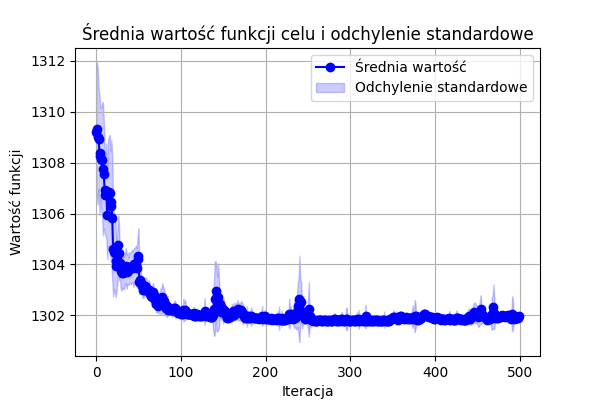 Średnia wartość funkcji celu i odchylenie standardowe
Średnia wartość
Odchylenie standardowe
Wartość funkcji
1312
1310
1308
1306
1304
1302
0 100 200 300 400 500
Iteracja